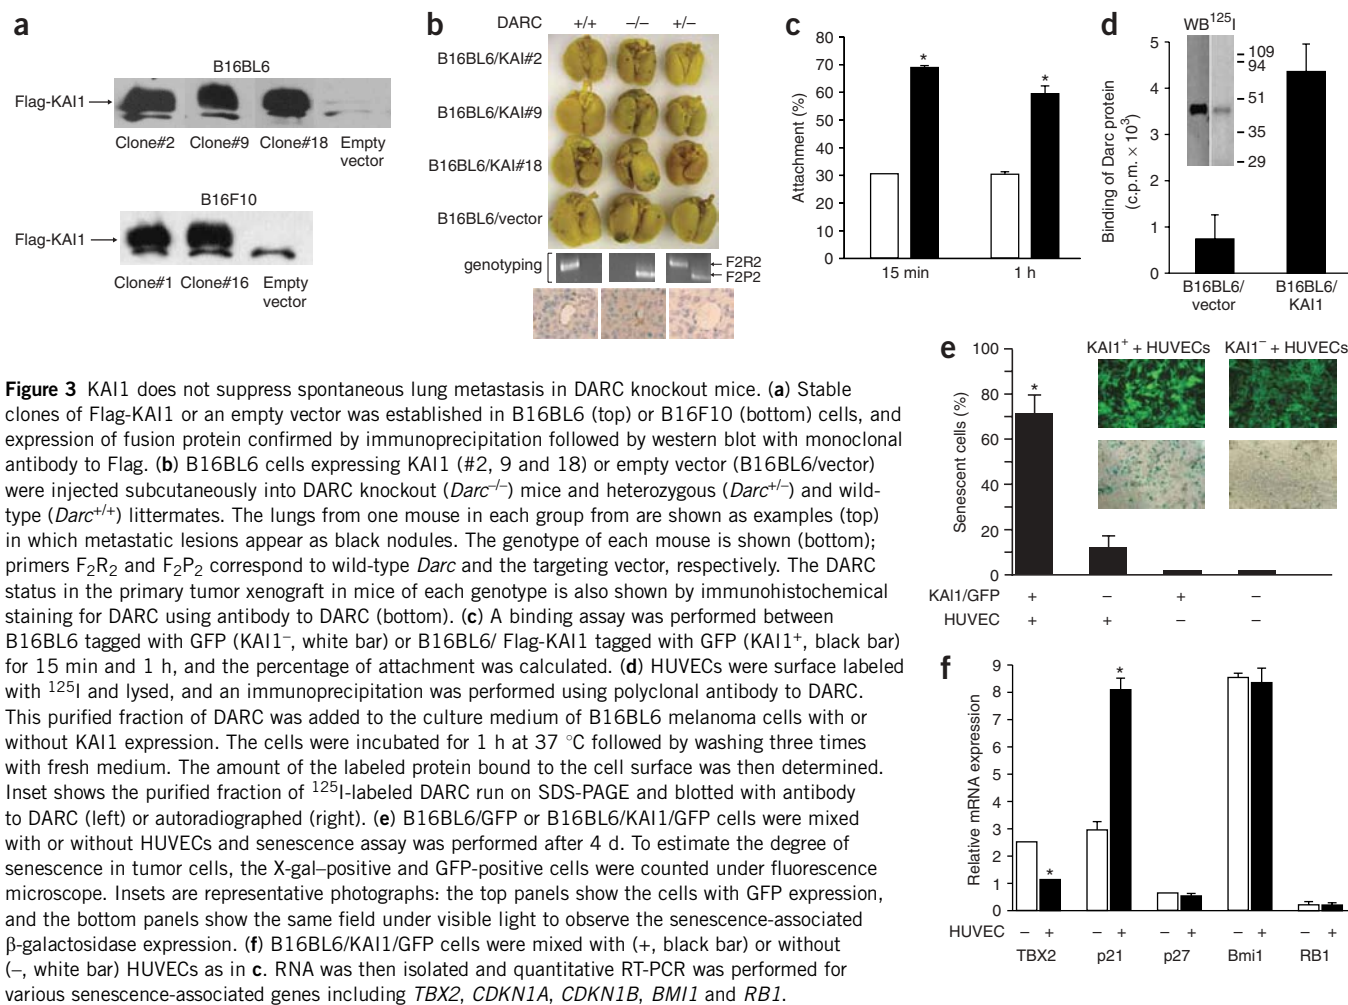 a
B16BL6
Flag-KAI1
Clone#2 Clone#9 Clone#18 Empty vector
B16F10
Flag-KAI1
Clone#1 Clone#16 Empty vector
b
DARC +/+ –/– +/–
B16BL6/KAI#2
B16BL6/KAI#9
B16BL6/KAI#18
B16BL6/vector
genotyping
F2R2
F2P2
c
80
70
60
50
40
30
20
10
0
Attachment (%)
*
*
15 min 1 h
d
WB 125I
109
94
51
35
29
5
4
3
2
1
0
Binding of Darc protein
(c.p.m. × 10³)
B16BL6/ B16BL6/
vector KAI1
e
KAI1⁺ + HUVECs KAI1⁻ + HUVECs
100
80
60
40
20
0
Senescent cells (%)
*
KAI1/GFP + – + –
HUVEC + + – –
f
9
8
7
6
5
4
3
2
1
0
Relative mRNA expression
*
*
HUVEC – + – + – + – + – +
TBX2 p21 p27 Bmi1 RB1
Figure 3 KAI1 does not suppress spontaneous lung metastasis in DARC knockout mice. (a) Stable
clones of Flag-KAI1 or an empty vector was established in B16BL6 (top) or B16F10 (bottom) cells, and
expression of fusion protein confirmed by immunoprecipitation followed by western blot with monoclonal
antibody to Flag. (b) B16BL6 cells expressing KAI1 (#2, 9 and 18) or empty vector (B16BL6/vector)
were injected subcutaneously into DARC knockout (Darc–/–) mice and heterozygous (Darc+/–) and wild-
type (Darc+/+) littermates. The lungs from one mouse in each group from are shown as examples (top)
in which metastatic lesions appear as black nodules. The genotype of each mouse is shown (bottom);
primers F₂R₂ and F₂P₂ correspond to wild-type Darc and the targeting vector, respectively. The DARC
status in the primary tumor xenograft in mice of each genotype is also shown by immunohistochemical
staining for DARC using antibody to DARC (bottom). (c) A binding assay was performed between
B16BL6 tagged with GFP (KAI1⁻, white bar) or B16BL6/ Flag-KAI1 tagged with GFP (KAI1⁺, black bar)
for 15 min and 1 h, and the percentage of attachment was calculated. (d) HUVECs were surface labeled
with ¹²⁵I and lysed, and an immunoprecipitation was performed using polyclonal antibody to DARC.
This purified fraction of DARC was added to the culture medium of B16BL6 melanoma cells with or
without KAI1 expression. The cells were incubated for 1 h at 37 °C followed by washing three times
with fresh medium. The amount of the labeled protein bound to the cell surface was then determined.
Inset shows the purified fraction of ¹²⁵I-labeled DARC run on SDS-PAGE and blotted with antibody
to DARC (left) or autoradiographed (right). (e) B16BL6/GFP or B16BL6/KAI1/GFP cells were mixed
with or without HUVECs and senescence assay was performed after 4 d. To estimate the degree of
senescence in tumor cells, the X-gal–positive and GFP-positive cells were counted under fluorescence
microscope. Insets are representative photographs: the top panels show the cells with GFP expression,
and the bottom panels show the same field under visible light to observe the senescence-associated
β-galactosidase expression. (f) B16BL6/KAI1/GFP cells were mixed with (+, black bar) or without
(–, white bar) HUVECs as in c. RNA was then isolated and quantitative RT-PCR was performed for
various senescence-associated genes including TBX2, CDKN1A, CDKN1B, BMI1 and RB1.